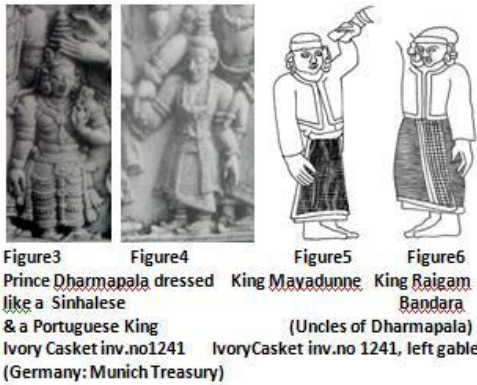 Figure3 Figure4 Figure5 Figure6
Prince Dharmapala dressed King Mayadunne King Raigam
like a Sinhalese Bandara
& a Portuguese King (Uncles of Dharmapala)
Ivory Casket inv.no1241 IvoryCasket inv.no 1241, left gable
(Germany: Munich Treasury)